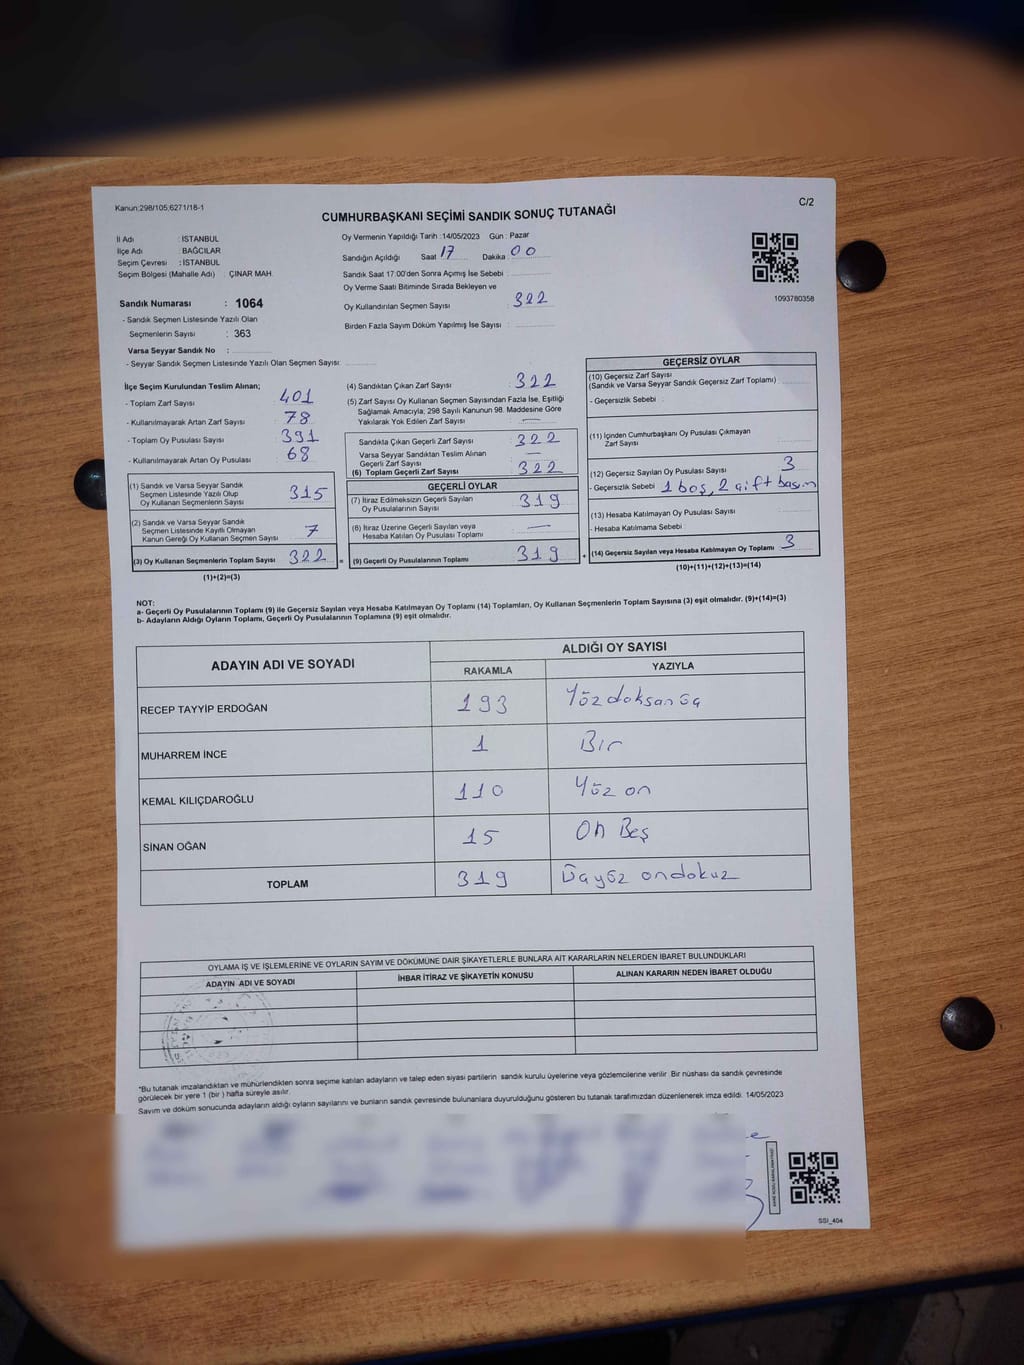 Kanun:298/105;6271/16-1
C/2
CUMHURBAŞKANI SEÇİMİ SANDIK SONUÇ TUTANAĞI
İl Adı : İSTANBUL
İlçe Adı : BAĞCILAR
Seçim Çevresi : İSTANBUL
Seçim Bölgesi (Mahalle Adı) : ÇINAR MAH.
Sandık Numarası : 1064
- Sandık Seçmen Listesinde Yazılı Olan
Seçmenlerin Sayısı : 363
Varsa Seyyar Sandık No :
- Seyyar Sandık Seçmen Listesinde Yazılı Olan Seçmen Sayısı:
Oy Vermenin Yapıldığı Tarih :14/05/2023 Gün : Pazar
Sandığın Açıldığı Saat 17 Dakika 00
Sandık Saat 17.00'den Sonra Açımış İse Sebebi :
Oy Verme Saati Bitiminde Sırada Bekleyen ve
Oy Kullandırılan Seçmen Sayısı : 322
Birden Fazla Sayım Döküm Yapılmış İse Sayısı :
1093780358
İlçe Seçim Kurulundan Teslim Alınan;
- Toplam Zarf Sayısı : 401
- Kullanılmayarak Artan Zarf Sayısı : 78
- Toplam Oy Pusulası Sayısı : 391
- Kullanılmayarak Artan Oy Pusulası : 68
(1) Sandık ve Varsa Seyyar Sandık
Seçmen Listesinde Yazılı Olup
Oy Kullanan Seçmenlerin Sayısı : 315
(2) Sandık ve Varsa Seyyar Sandık
Seçmen Listesinde Kayıtlı Olmayan
Kanun Gereği Oy Kullanan Seçmen Sayısı : 7
(3) Oy Kullanan Seçmenlerin Toplam Sayısı : 322 =
(1)+(2)=(3)
(4) Sandıktan Çıkan Zarf Sayısı : 322
(5) Zarf Sayısı Oy Kullanan Seçmen Sayısından Fazla İse, Eşitliği
Sağlamak Amacıyla; 298 Sayılı Kanunun 98. Maddesine Göre
Yakılarak Yok Edilen Zarf Sayısı : —
Sandıkta Çıkan Geçerli Zarf Sayısı : 322
Varsa Seyyar Sandıktan Teslim Alınan
Geçerli Zarf Sayısı : —
(6) Toplam Geçerli Zarf Sayısı : 322
GEÇERLİ OYLAR
(7) İtiraz Edilmeksizin Geçerli Sayılan
Oy Pusulalarının Sayısı : 319
(8) İtiraz Üzerine Geçerli Sayılan veya
Hesaba Katılan Oy Pusulası Toplamı : —
(9) Geçerli Oy Pusulalarının Toplamı : 319 +
GEÇERSİZ OYLAR
(10) Geçersiz Zarf Sayısı
(Sandık ve Varsa Seyyar Sandık Geçersiz Zarf Toplamı) :
- Geçersizlik Sebebi :
(11) İçinden Cumhurbaşkanı Oy Pusulası Çıkmayan
Zarf Sayısı :
(12) Geçersiz Sayılan Oy Pusulası Sayısı : 3
- Geçersizlik Sebebi : 1 boş, 2 çift basım
(13) Hesaba Katılmayan Oy Pusulası Sayısı :
- Hesaba Katılmama Sebebi :
(14) Geçersiz Sayılan veya Hesaba Katılmayan Oy Toplamı : 3
(10)+(11)+(12)+(13)=(14)
NOT:
a- Geçerli Oy Pusulalarının Toplamı (9) ile Geçersiz Sayılan veya Hesaba Katılmayan Oy Toplamı (14) Toplamları, Oy Kullanan Seçmenlerin Toplam Sayısına (3) eşit olmalıdır. (9)+(14)=(3)
b- Adayların Aldığı Oyların Toplamı, Geçerli Oy Pusulalarının Toplamına (9) eşit olmalıdır.
ADAYIN ADI VE SOYADI
ALDIĞI OY SAYISI
RAKAMLA YAZIYLA
RECEP TAYYİP ERDOĞAN 193 Yüzdoksan üç
MUHARREM İNCE 1 Bir
KEMAL KILIÇDAROĞLU 110 Yüz on
SİNAN OĞAN 15 On Beş
TOPLAM 319 Üçyüz ondokuz
OYLAMA İŞ VE İŞLEMLERİNE VE OYLARIN SAYIM VE DÖKÜMÜNE DAİR ŞİKAYETLERLE BUNLARA AİT KARARLARIN NELERDEN İBARET BULUNDUKLARI
ADAYIN ADI VE SOYADI İHBAR İTİRAZ VE ŞİKAYETİN KONUSU ALINAN KARARIN NEDEN İBARET OLDUĞU
*Bu tutanak imzalandıktan ve mühürlendikten sonra seçime katılan adayların ve talep eden siyasi partilerin sandık kurulu üyelerine veya gözlemcilerine verilir. Bir nüshası da sandık çevresinde
görülecek bir yere 1 (bir ) hafta süreyle asılır.
Sayım ve döküm sonucunda adayların aldığı oyların sayılarını ve bunların sandık çevresinde bulunanlara duyurulduğunu gösteren bu tutanak tarafımızdan düzenlenerek imza edildi. 14/05/2023
SSI_404